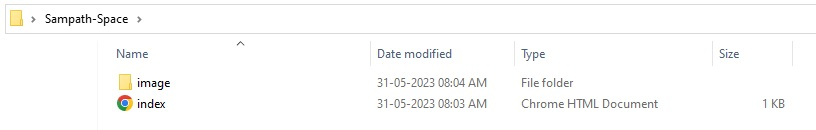 Sampath-Space
Name Date modified Type Size
image 31-05-2023 08:04 AM File folder
index 31-05-2023 08:03 AM Chrome HTML Document 1 KB